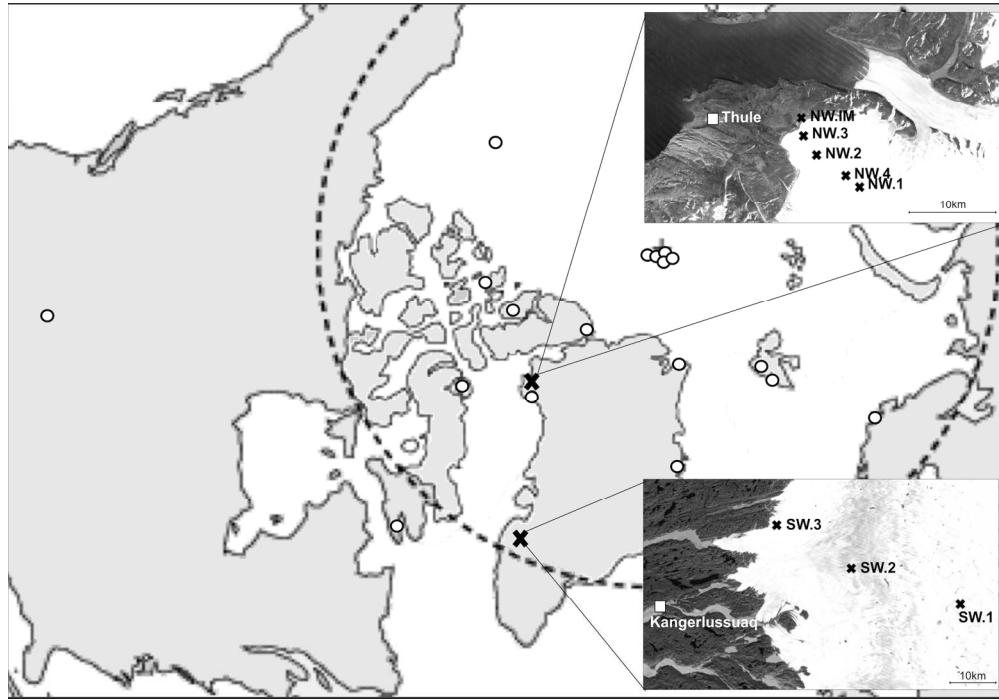 NW.IM
Thule
NW.3
NW.2
NW.4
NW.1
10km
SW.3
SW.2
SW.1
Kangerlussuaq
10km